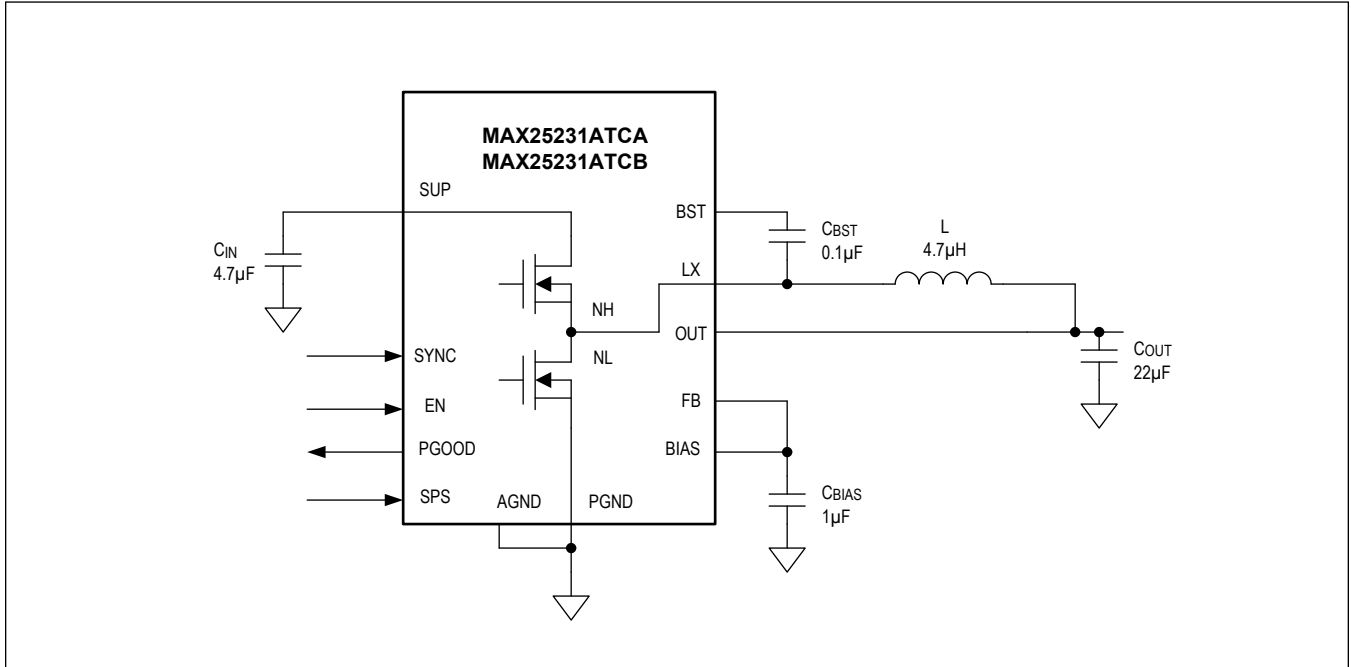 MAX25231ATCA
MAX25231ATCB
SUP
BST
CIN
4.7µF
CBST
0.1µF
L
4.7µH
LX
NH
OUT
SYNC
NL
COUT
22µF
EN
FB
PGOOD
BIAS
SPS
AGND
PGND
CBIAS
1µF